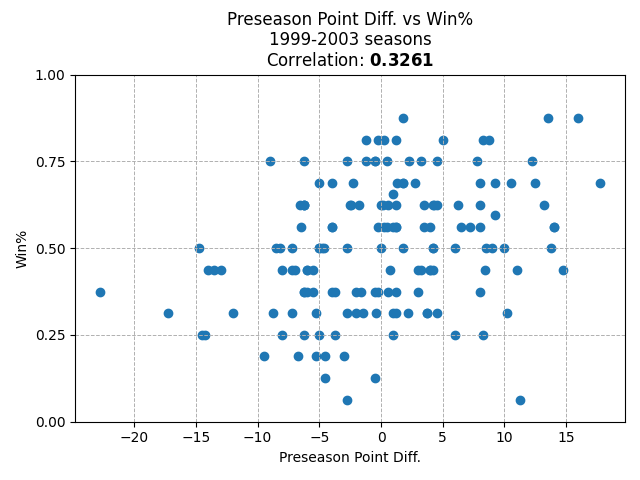 Preseason Point Diff. vs Win%
1999-2003 seasons
Correlation: 0.3261
1.00
0.75
0.50
0.25
0.00
Win%
−20 −15 −10 −5 0 5 10 15
Preseason Point Diff.